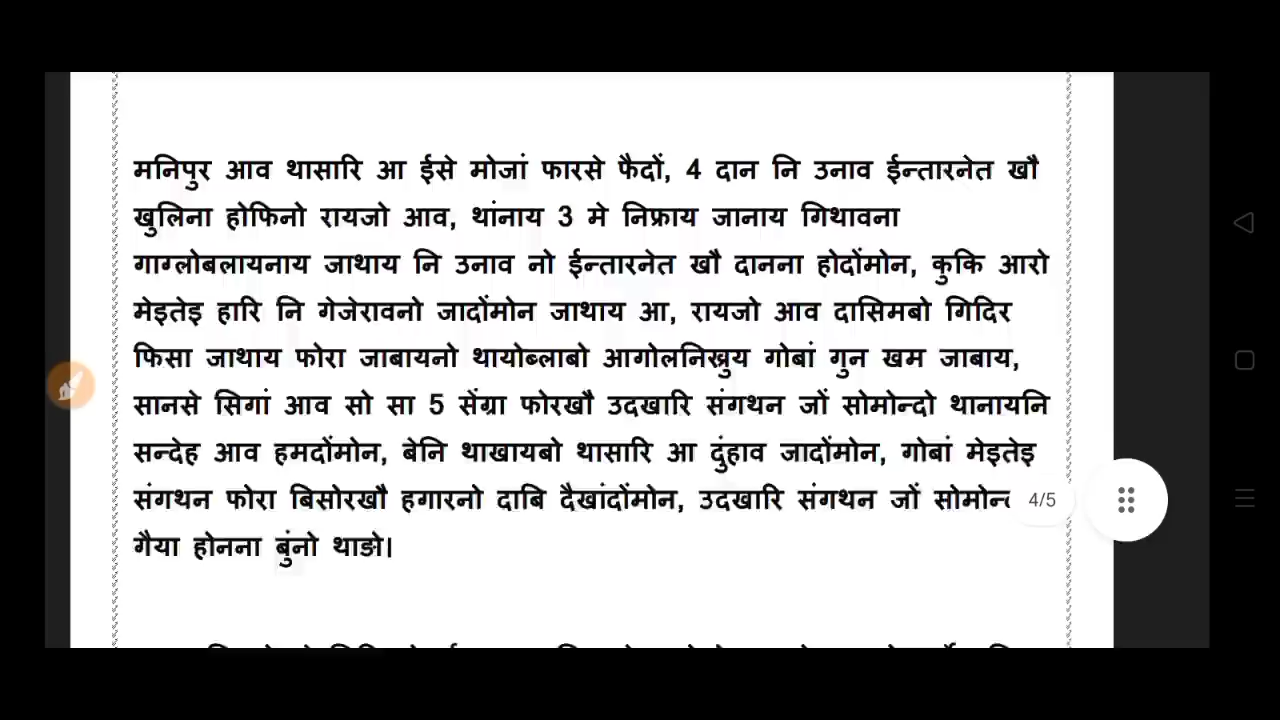 मनिपुर आव थासारि आ ईसे मोजां फारसे फैदों, 4 दान नि उनाव ईन्तारनेत खौ
खुलिना होफिनो रायजो आव, थांनाय 3 मे निफ्राय जानाय गिथावना
गाग्लोबलायनाय जाथाय नि उनाव नो ईन्तारनेत खौ दानना होदोंमोन, कुकि आरो
मेइतेइ हारि नि गेजेरावनो जादोंमोन जाथाय आ, रायजो आव दासिमबो गिदिर
फिसा जाथाय फोरा जाबायनो थायोब्लाबो आगोलनिख्रुय गोबां गुन खम जाबाय,
सानसे सिगां आव सो सा 5 सेंग्रा फोरखौ उदखारि संगथन जों सोमोन्दो थानायनि
सन्देह आव हमदोंमोन, बेनि थाखायबो थासारि आ दुंहाव जादोंमोन, गोबां मेइतेइ
संगथन फोरा बिसोरखौ हगारनो दाबि दैखांदोंमोन, उदखारि संगथन जों
गैया होनना बुंनो थाङो।
4/5